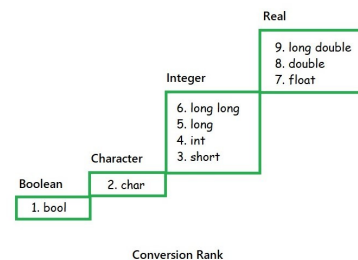 Real
9. long double
8. double
7. float
Integer
6. long long
5. long
4. int
3. short
Character
2. char
Boolean
1. bool
Conversion Rank